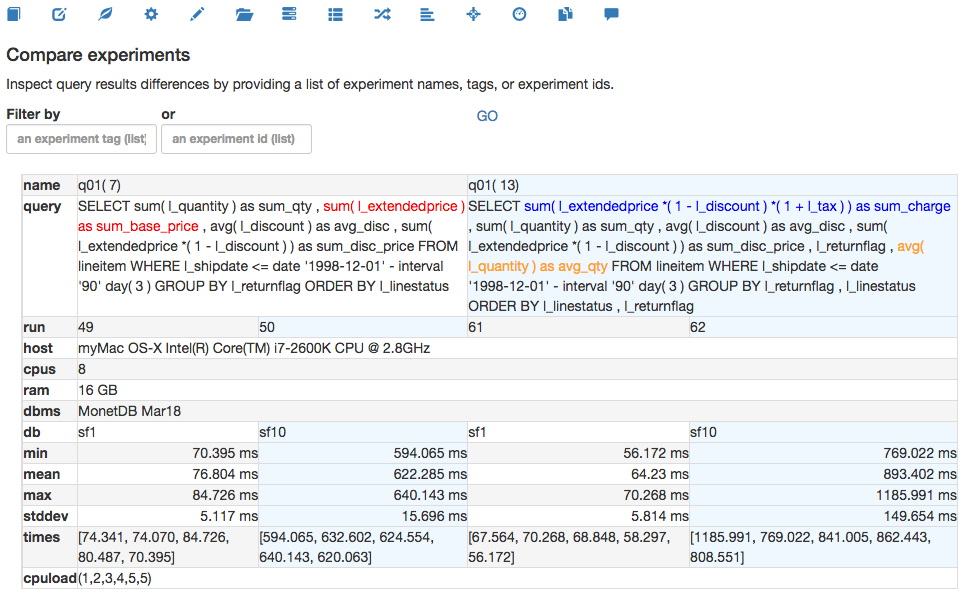 Compare experiments
Inspect query results differences by providing a list of experiment names, tags, or experiment ids.
Filter by or GO
an experiment tag (list) an experiment id (list)
name q01( 7) q01( 13)
query SELECT sum( l_quantity ) as sum_qty , sum( l_extendedprice )
as sum_base_price , avg( l_discount ) as avg_disc , sum(
l_extendedprice *( 1 - l_discount ) ) as sum_disc_price FROM
lineitem WHERE l_shipdate <= date '1998-12-01' - interval
'90' day( 3 ) GROUP BY l_returnflag ORDER BY l_linestatus
SELECT sum( l_extendedprice *( 1 - l_discount ) *( 1 + l_tax ) ) as sum_charge
, sum( l_quantity ) as sum_qty , avg( l_discount ) as avg_disc , sum(
l_extendedprice *( 1 - l_discount ) ) as sum_disc_price , l_returnflag , avg(
l_quantity ) as avg_qty FROM lineitem WHERE l_shipdate <= date
'1998-12-01' - interval '90' day( 3 ) GROUP BY l_returnflag , l_linestatus
ORDER BY l_linestatus , l_returnflag
run 49 50 61 62
host myMac OS-X Intel(R) Core(TM) i7-2600K CPU @ 2.8GHz
cpus 8
ram 16 GB
dbms MonetDB Mar18
db sf1 sf10 sf1 sf10
min 70.395 ms 594.065 ms 56.172 ms 769.022 ms
mean 76.804 ms 622.285 ms 64.23 ms 893.402 ms
max 84.726 ms 640.143 ms 70.268 ms 1185.991 ms
stddev 5.117 ms 15.696 ms 5.814 ms 149.654 ms
times [74.341, 74.070, 84.726, [594.065, 632.602, 624.554, [67.564, 70.268, 68.848, 58.297, [1185.991, 769.022, 841.005, 862.443,
80.487, 70.395] 640.143, 620.063] 56.172] 808.551]
cpuload (1,2,3,4,5,5)